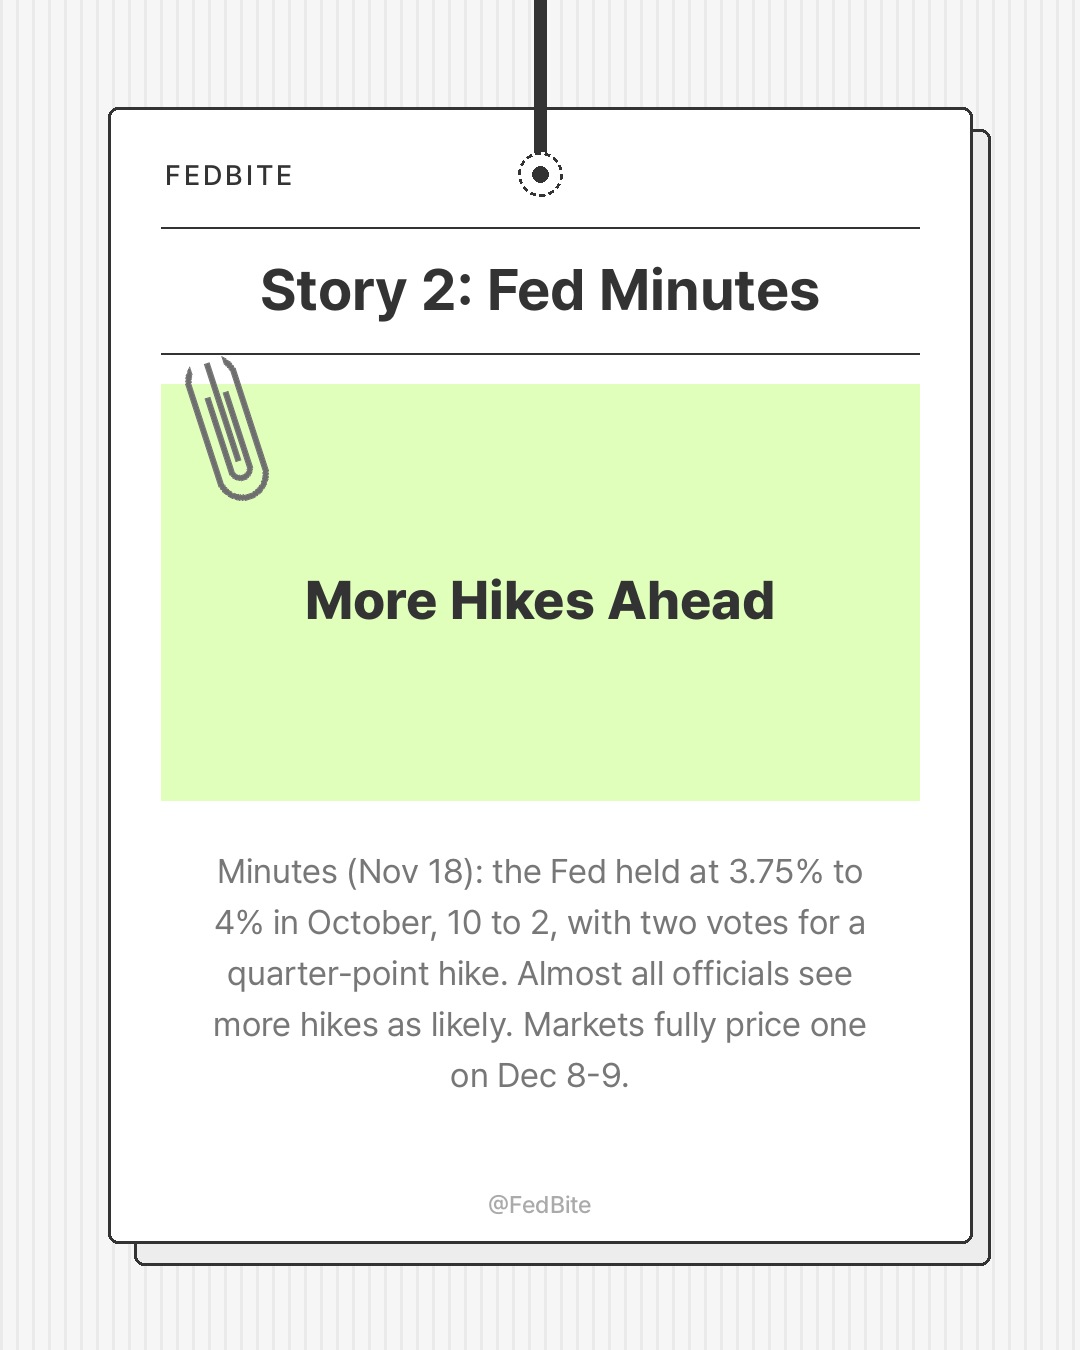 FEDBITE
Story 2: Fed Minutes
More Hikes Ahead
Minutes (Nov 18): the Fed held at 3.75% to
4% in October, 10 to 2, with two votes for a
quarter-point hike. Almost all officials see
more hikes as likely. Markets fully price one
on Dec 8-9.
@FedBite